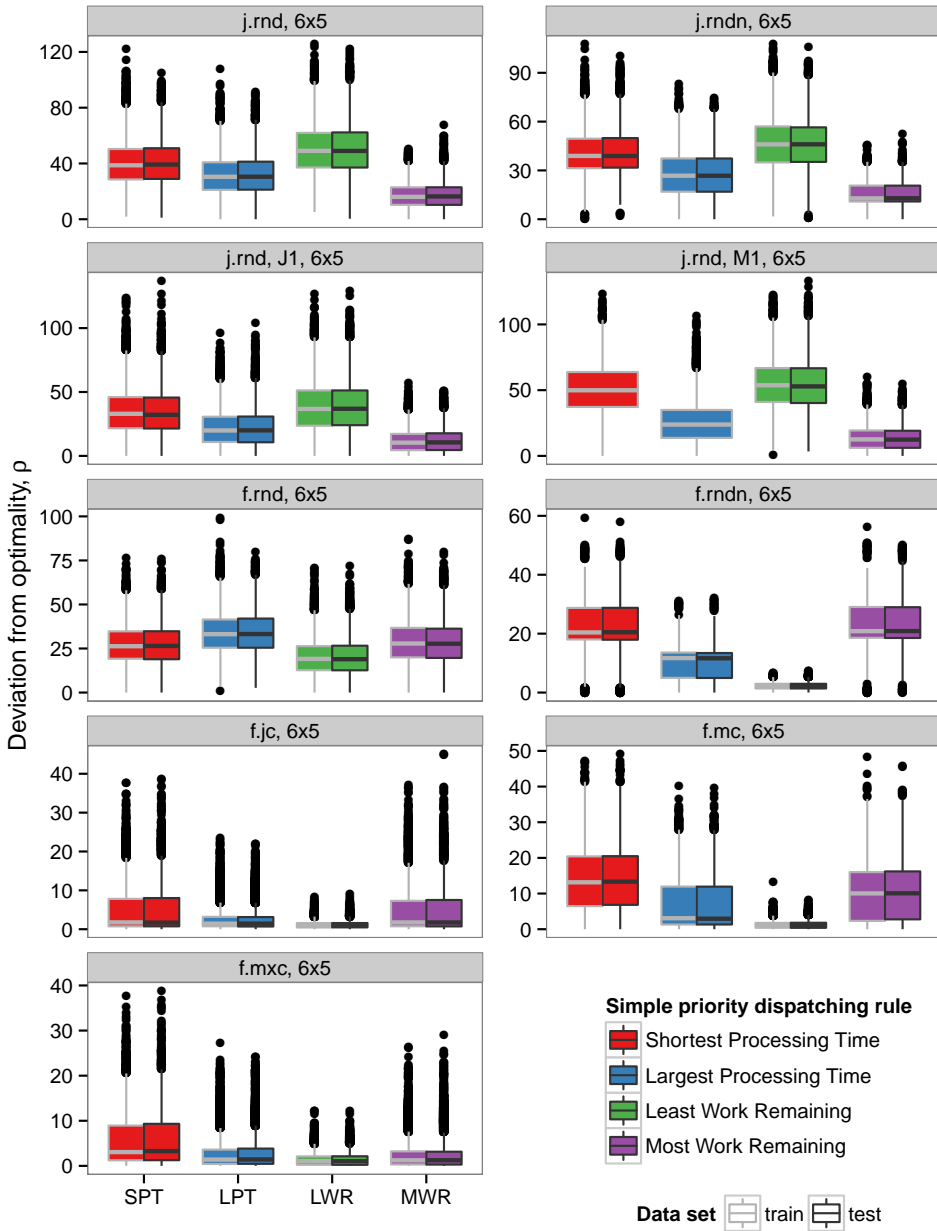 j.rnd, 6x5
j.rndn, 6x5
120
80
40
0
90
60
30
0
j.rnd, J1, 6x5
j.rnd, M1, 6x5
100
50
0
100
50
0
Deviation from optimality, ρ
f.rnd, 6x5
f.rndn, 6x5
100
75
50
25
0
60
40
20
0
f.jc, 6x5
f.mc, 6x5
40
30
20
10
0
50
40
30
20
10
0
f.mxc, 6x5
40
30
20
10
0
SPT LPT LWR MWR
Simple priority dispatching rule
Shortest Processing Time
Largest Processing Time
Least Work Remaining
Most Work Remaining
Data set train test